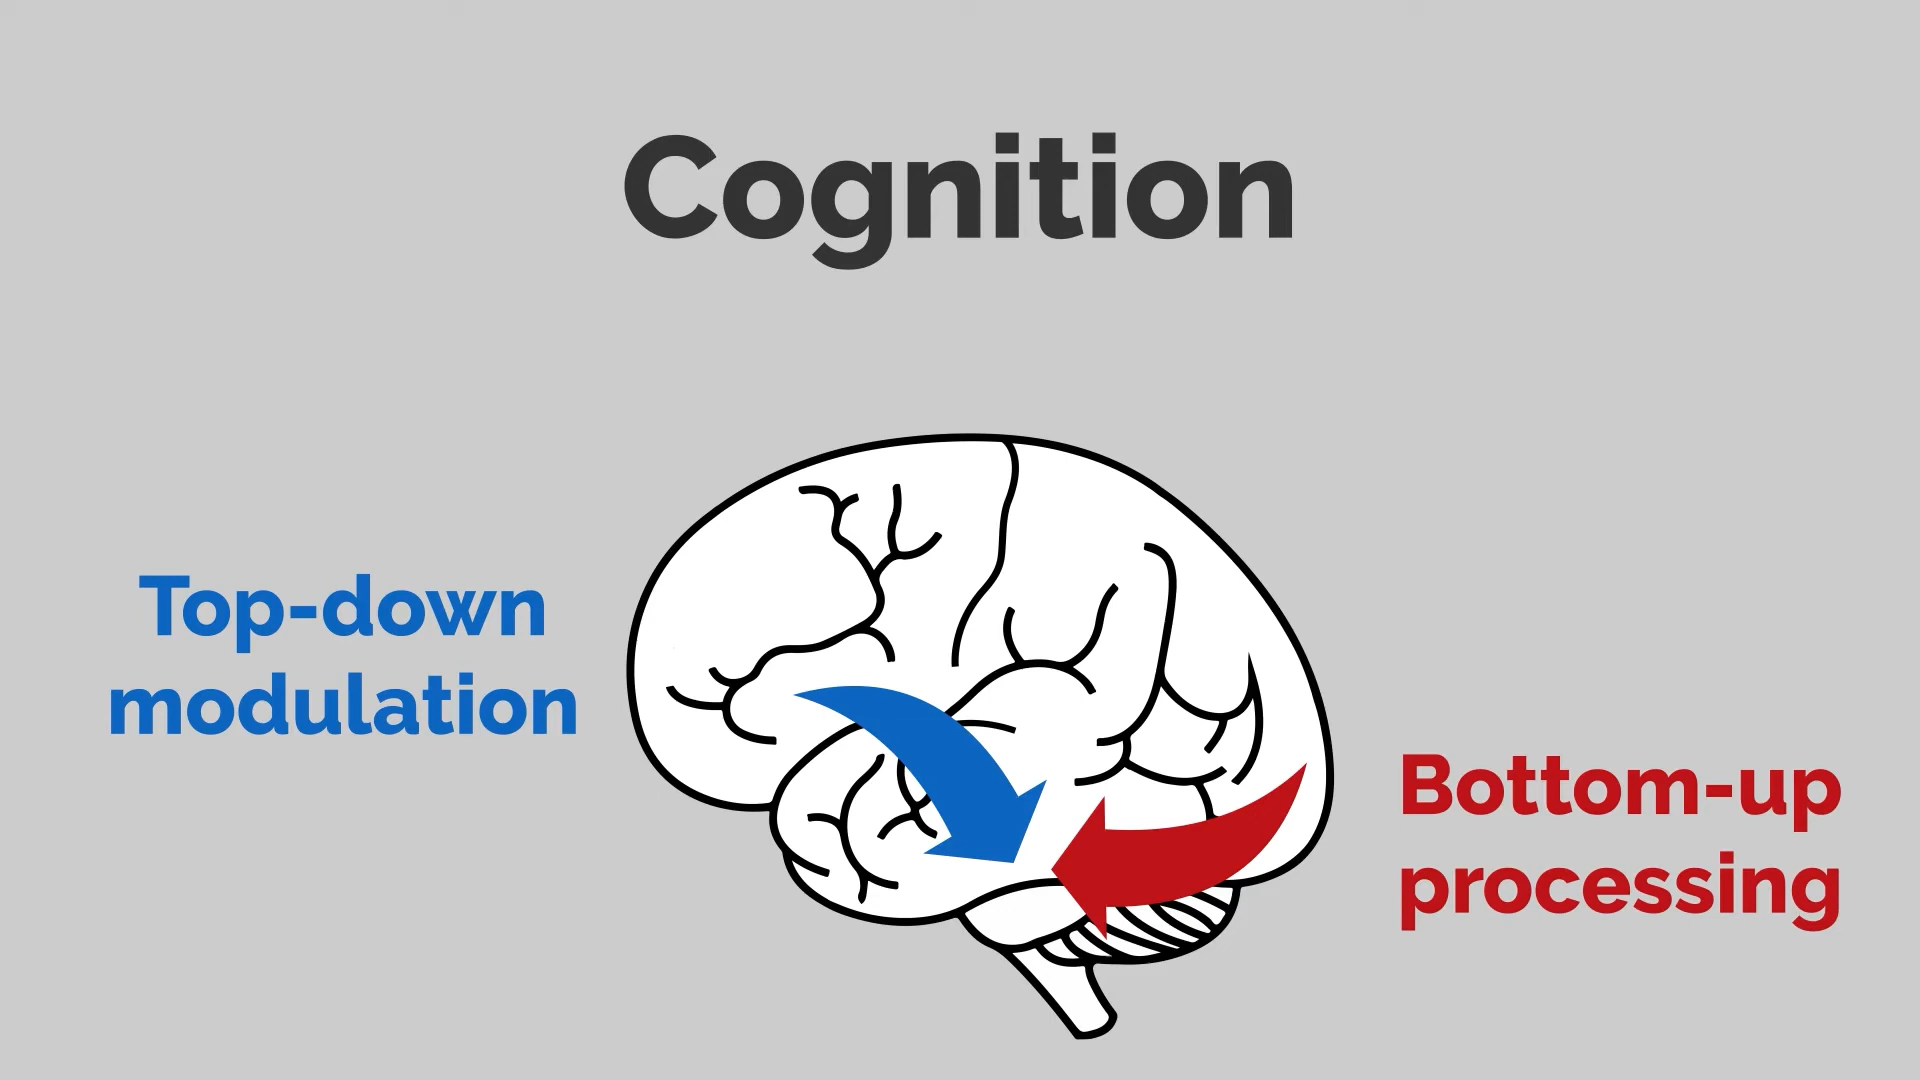 Cognition
Top-down
modulation
Bottom-up
processing